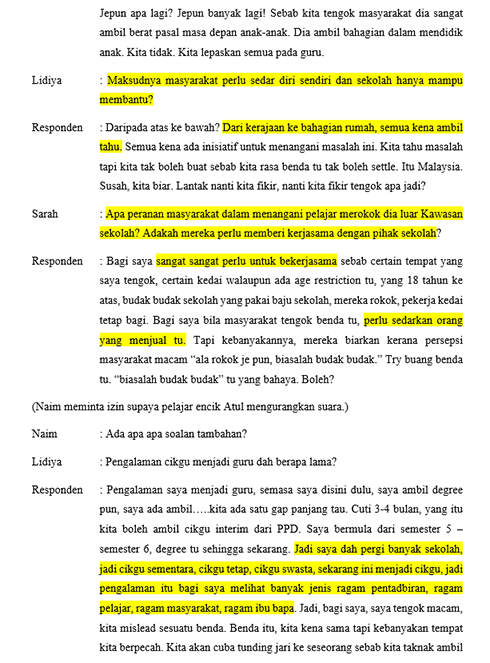 Jepun apa lagi? Jepun banyak lagi! Sebab kita tengok masyarakat dia sangat
ambil berat pasal masa depan anak-anak. Dia ambil bahagian dalam mendidik
anak. Kita tidak. Kita lepaskan semua pada guru.
Lidiya : Maksudnya masyarakat perlu sedar diri sendiri dan sekolah hanya mampu
membantu?
Responden : Daripada atas ke bawah? Dari kerajaan ke bahagian rumah, semua kena ambil
tahu. Semua kena ada inisiatif untuk menangani masalah ini. Kita tahu masalah
tapi kita tak boleh buat sebab kita rasa benda tu tak boleh settle. Itu Malaysia.
Susah, kita biar. Lantak nanti kita fikir, nanti kita fikir tengok apa jadi?
Sarah : Apa peranan masyarakat dalam menangani pelajar merokok dia luar Kawasan
sekolah? Adakah mereka perlu memberi kerjasama dengan pihak sekolah?
Responden : Bagi saya sangat sangat perlu untuk bekerjasama sebab certain tempat yang
saya tengok, certain kedai walaupun ada age restriction tu, yang 18 tahun ke
atas, budak budak sekolah yang pakai baju sekolah, mereka rokok, pekerja kedai
tetap bagi. Bagi saya bila masyarakat tengok benda tu, perlu sedarkan orang
yang menjual tu. Tapi kebanyakannya, mereka biarkan kerana persepsi
masyarakat macam “ala rokok je pun, biasalah budak budak.” Try buang benda
tu. “biasalah budak budak” tu yang bahaya. Boleh?
(Naim meminta izin supaya pelajar encik Atul mengurangkan suara.)
Naim : Ada apa apa soalan tambahan?
Lidiya : Pengalaman cikgu menjadi guru dah berapa lama?
Responden : Pengalaman saya menjadi guru, semasa saya disini dulu, saya ambil degree
pun, saya ada ambil…..kita ada satu gap panjang tau. Cuti 3-4 bulan, yang itu
kita boleh ambil cikgu interim dari PPD. Saya bermula dari semester 5 –
semester 6, degree tu sehingga sekarang. Jadi saya dah pergi banyak sekolah,
jadi cikgu sementara, cikgu tetap, cikgu swasta, sekarang ini menjadi cikgu, jadi
pengalaman itu bagi saya melihat banyak jenis ragam pentadbiran, ragam
pelajar, ragam masyarakat, ragam ibu bapa. Jadi, bagi saya, saya tengok macam,
kita mislead sesuatu benda. Benda itu, kita kena sama tapi kebanyakan tempat
kita berpecah. Kita akan cuba tunding jari ke seseorang sebab kita taknak ambil